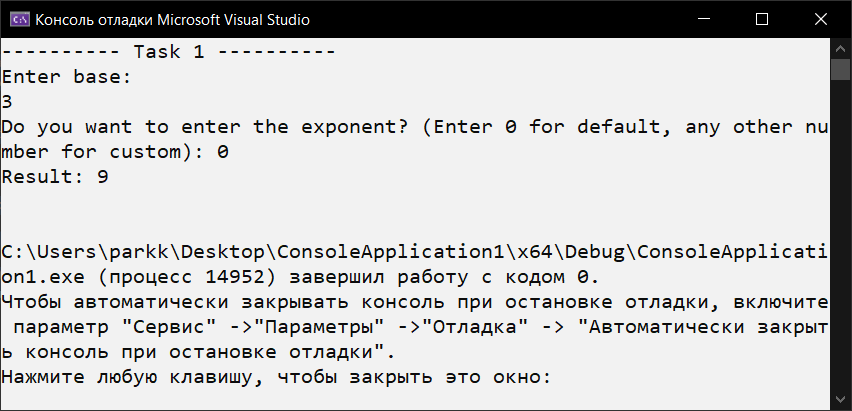 Консоль отладки Microsoft Visual Studio
---------- Task 1 ----------
Enter base:
3
Do you want to enter the exponent? (Enter 0 for default, any other nu
mber for custom): 0
Result: 9
C:\Users\parkk\Desktop\ConsoleApplication1\x64\Debug\ConsoleApplicati
on1.exe (процесс 14952) завершил работу с кодом 0.
Чтобы автоматически закрывать консоль при остановке отладки, включите
 параметр "Сервис" ->"Параметры" ->"Отладка" -> "Автоматически закрыт
ь консоль при остановке отладки".
Нажмите любую клавишу, чтобы закрыть это окно: